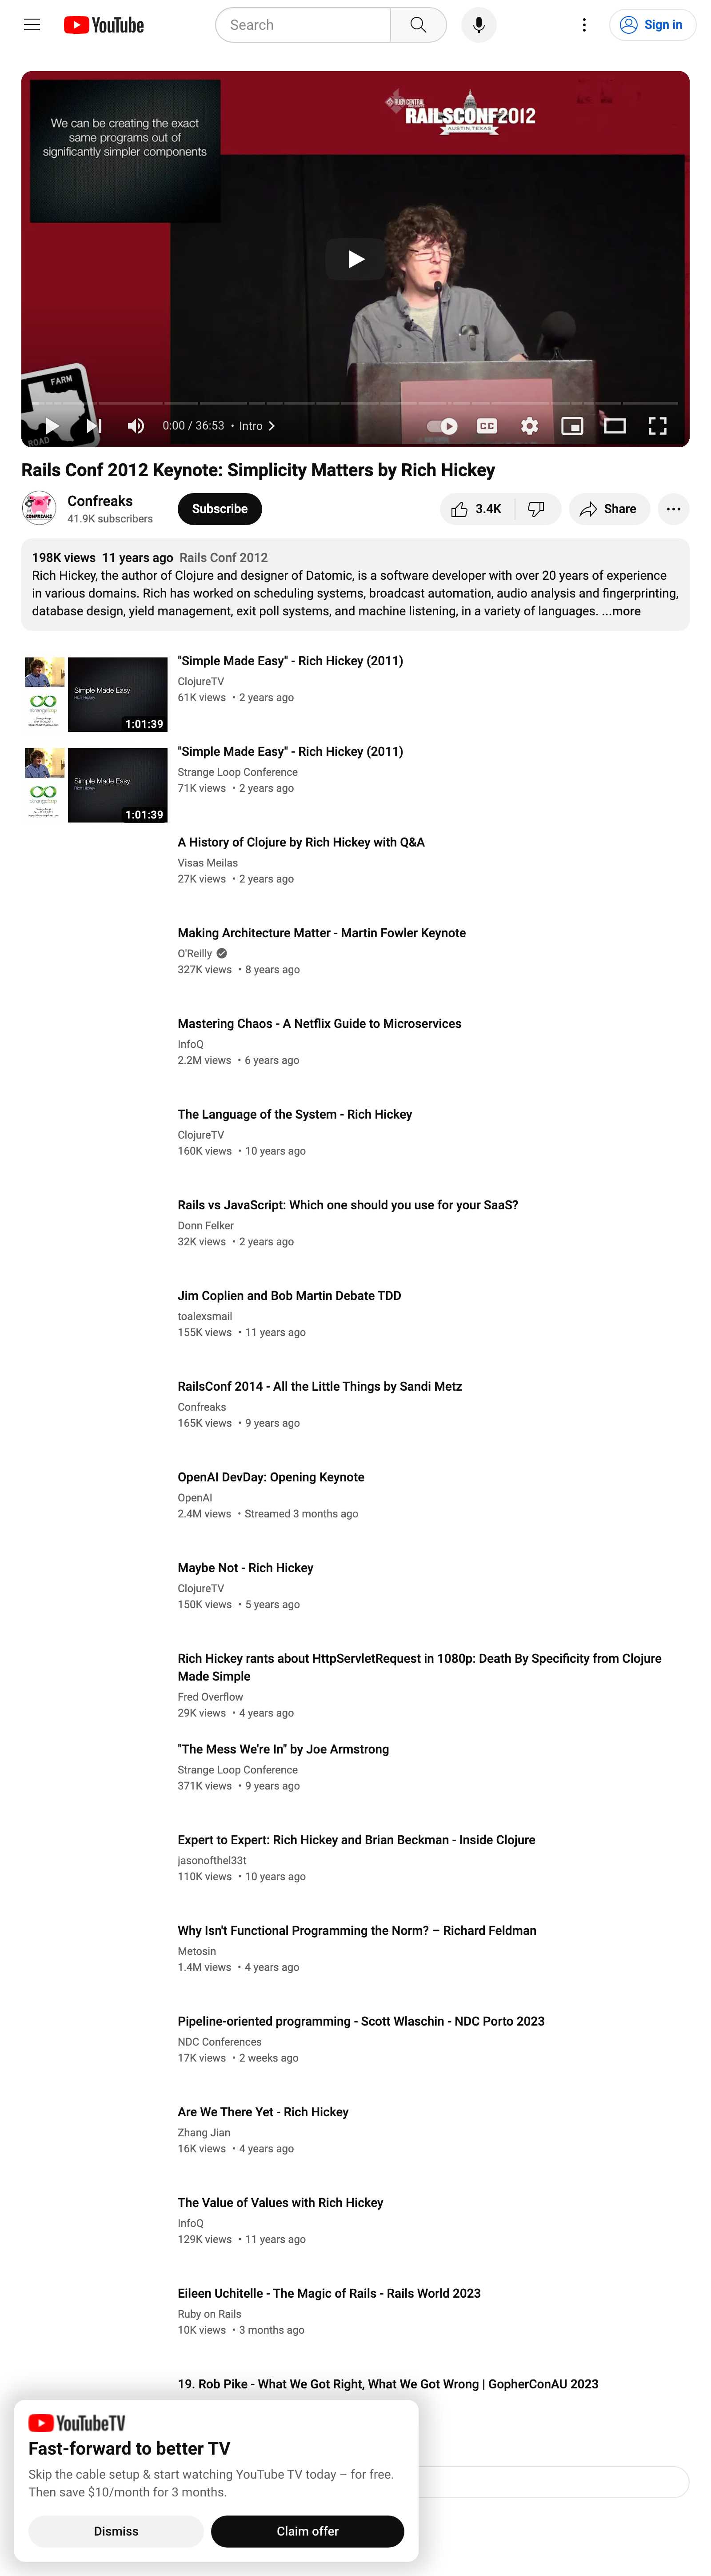 YouTube
Search
Sign in
We can be creating the exact
same programs out of
significantly simpler components
RUBY CENTRAL
RAILSCONF2012
AUSTIN, TEXAS
FARM
ROAD
0:00 / 36:53 • Intro
CC
Rails Conf 2012 Keynote: Simplicity Matters by Rich Hickey
CONFREAKS
Confreaks
41.9K subscribers
Subscribe
3.4K
Share
198K views 11 years ago Rails Conf 2012
Rich Hickey, the author of Clojure and designer of Datomic, is a software developer with over 20 years of experience
in various domains. Rich has worked on scheduling systems, broadcast automation, audio analysis and fingerprinting,
database design, yield management, exit poll systems, and machine listening, in a variety of languages. ...more
Simple Made Easy
Rich Hickey
strangeloop
1:01:39
"Simple Made Easy" - Rich Hickey (2011)
ClojureTV
61K views • 2 years ago
Simple Made Easy
Rich Hickey
strangeloop
1:01:39
"Simple Made Easy" - Rich Hickey (2011)
Strange Loop Conference
71K views • 2 years ago
A History of Clojure by Rich Hickey with Q&A
Visas Meilas
27K views • 2 years ago
Making Architecture Matter - Martin Fowler Keynote
O'Reilly
327K views • 8 years ago
Mastering Chaos - A Netflix Guide to Microservices
InfoQ
2.2M views • 6 years ago
The Language of the System - Rich Hickey
ClojureTV
160K views • 10 years ago
Rails vs JavaScript: Which one should you use for your SaaS?
Donn Felker
32K views • 2 years ago
Jim Coplien and Bob Martin Debate TDD
toalexsmail
155K views • 11 years ago
RailsConf 2014 - All the Little Things by Sandi Metz
Confreaks
165K views • 9 years ago
OpenAI DevDay: Opening Keynote
OpenAI
2.4M views • Streamed 3 months ago
Maybe Not - Rich Hickey
ClojureTV
150K views • 5 years ago
Rich Hickey rants about HttpServletRequest in 1080p: Death By Specificity from Clojure
Made Simple
Fred Overflow
29K views • 4 years ago
"The Mess We're In" by Joe Armstrong
Strange Loop Conference
371K views • 9 years ago
Expert to Expert: Rich Hickey and Brian Beckman - Inside Clojure
jasonofthel33t
110K views • 10 years ago
Why Isn't Functional Programming the Norm? – Richard Feldman
Metosin
1.4M views • 4 years ago
Pipeline-oriented programming - Scott Wlaschin - NDC Porto 2023
NDC Conferences
17K views • 2 weeks ago
Are We There Yet - Rich Hickey
Zhang Jian
16K views • 4 years ago
The Value of Values with Rich Hickey
InfoQ
129K views • 11 years ago
Eileen Uchitelle - The Magic of Rails - Rails World 2023
Ruby on Rails
10K views • 3 months ago
19. Rob Pike - What We Got Right, What We Got Wrong | GopherConAU 2023
YouTubeTV
Fast-forward to better TV
Skip the cable setup & start watching YouTube TV today – for free.
Then save $10/month for 3 months.
Dismiss
Claim offer